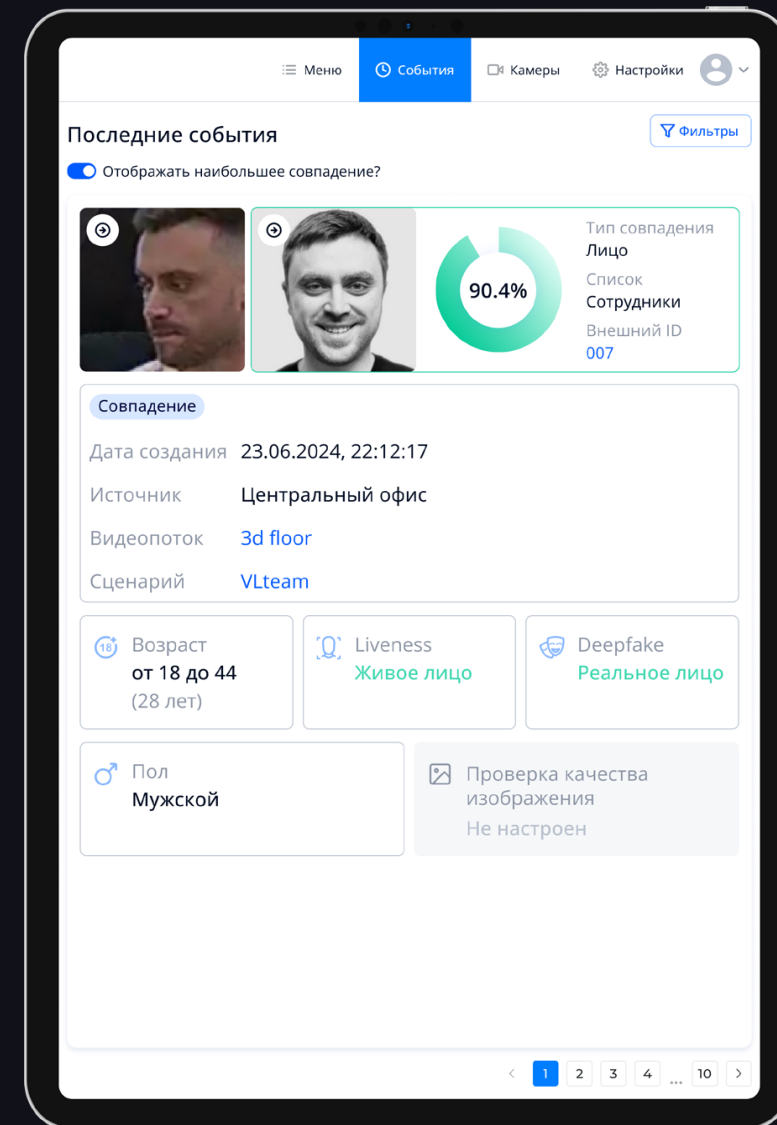 Меню
События
Камеры
Настройки
Последние события
Фильтры
Отображать наибольшее совпадение?
90.4%
Тип совпадения
Лицо
Список
Сотрудники
Внешний ID
007
Совпадение
Дата создания 23.06.2024, 22:12:17
Источник Центральный офис
Видеопоток 3d floor
Сценарий VLteam
18+
Возраст
от 18 до 44
(28 лет)
Liveness
Живое лицо
Deepfake
Реальное лицо
Пол
Мужской
Проверка качества
изображения
Не настроен
1 2 3 4 ... 10